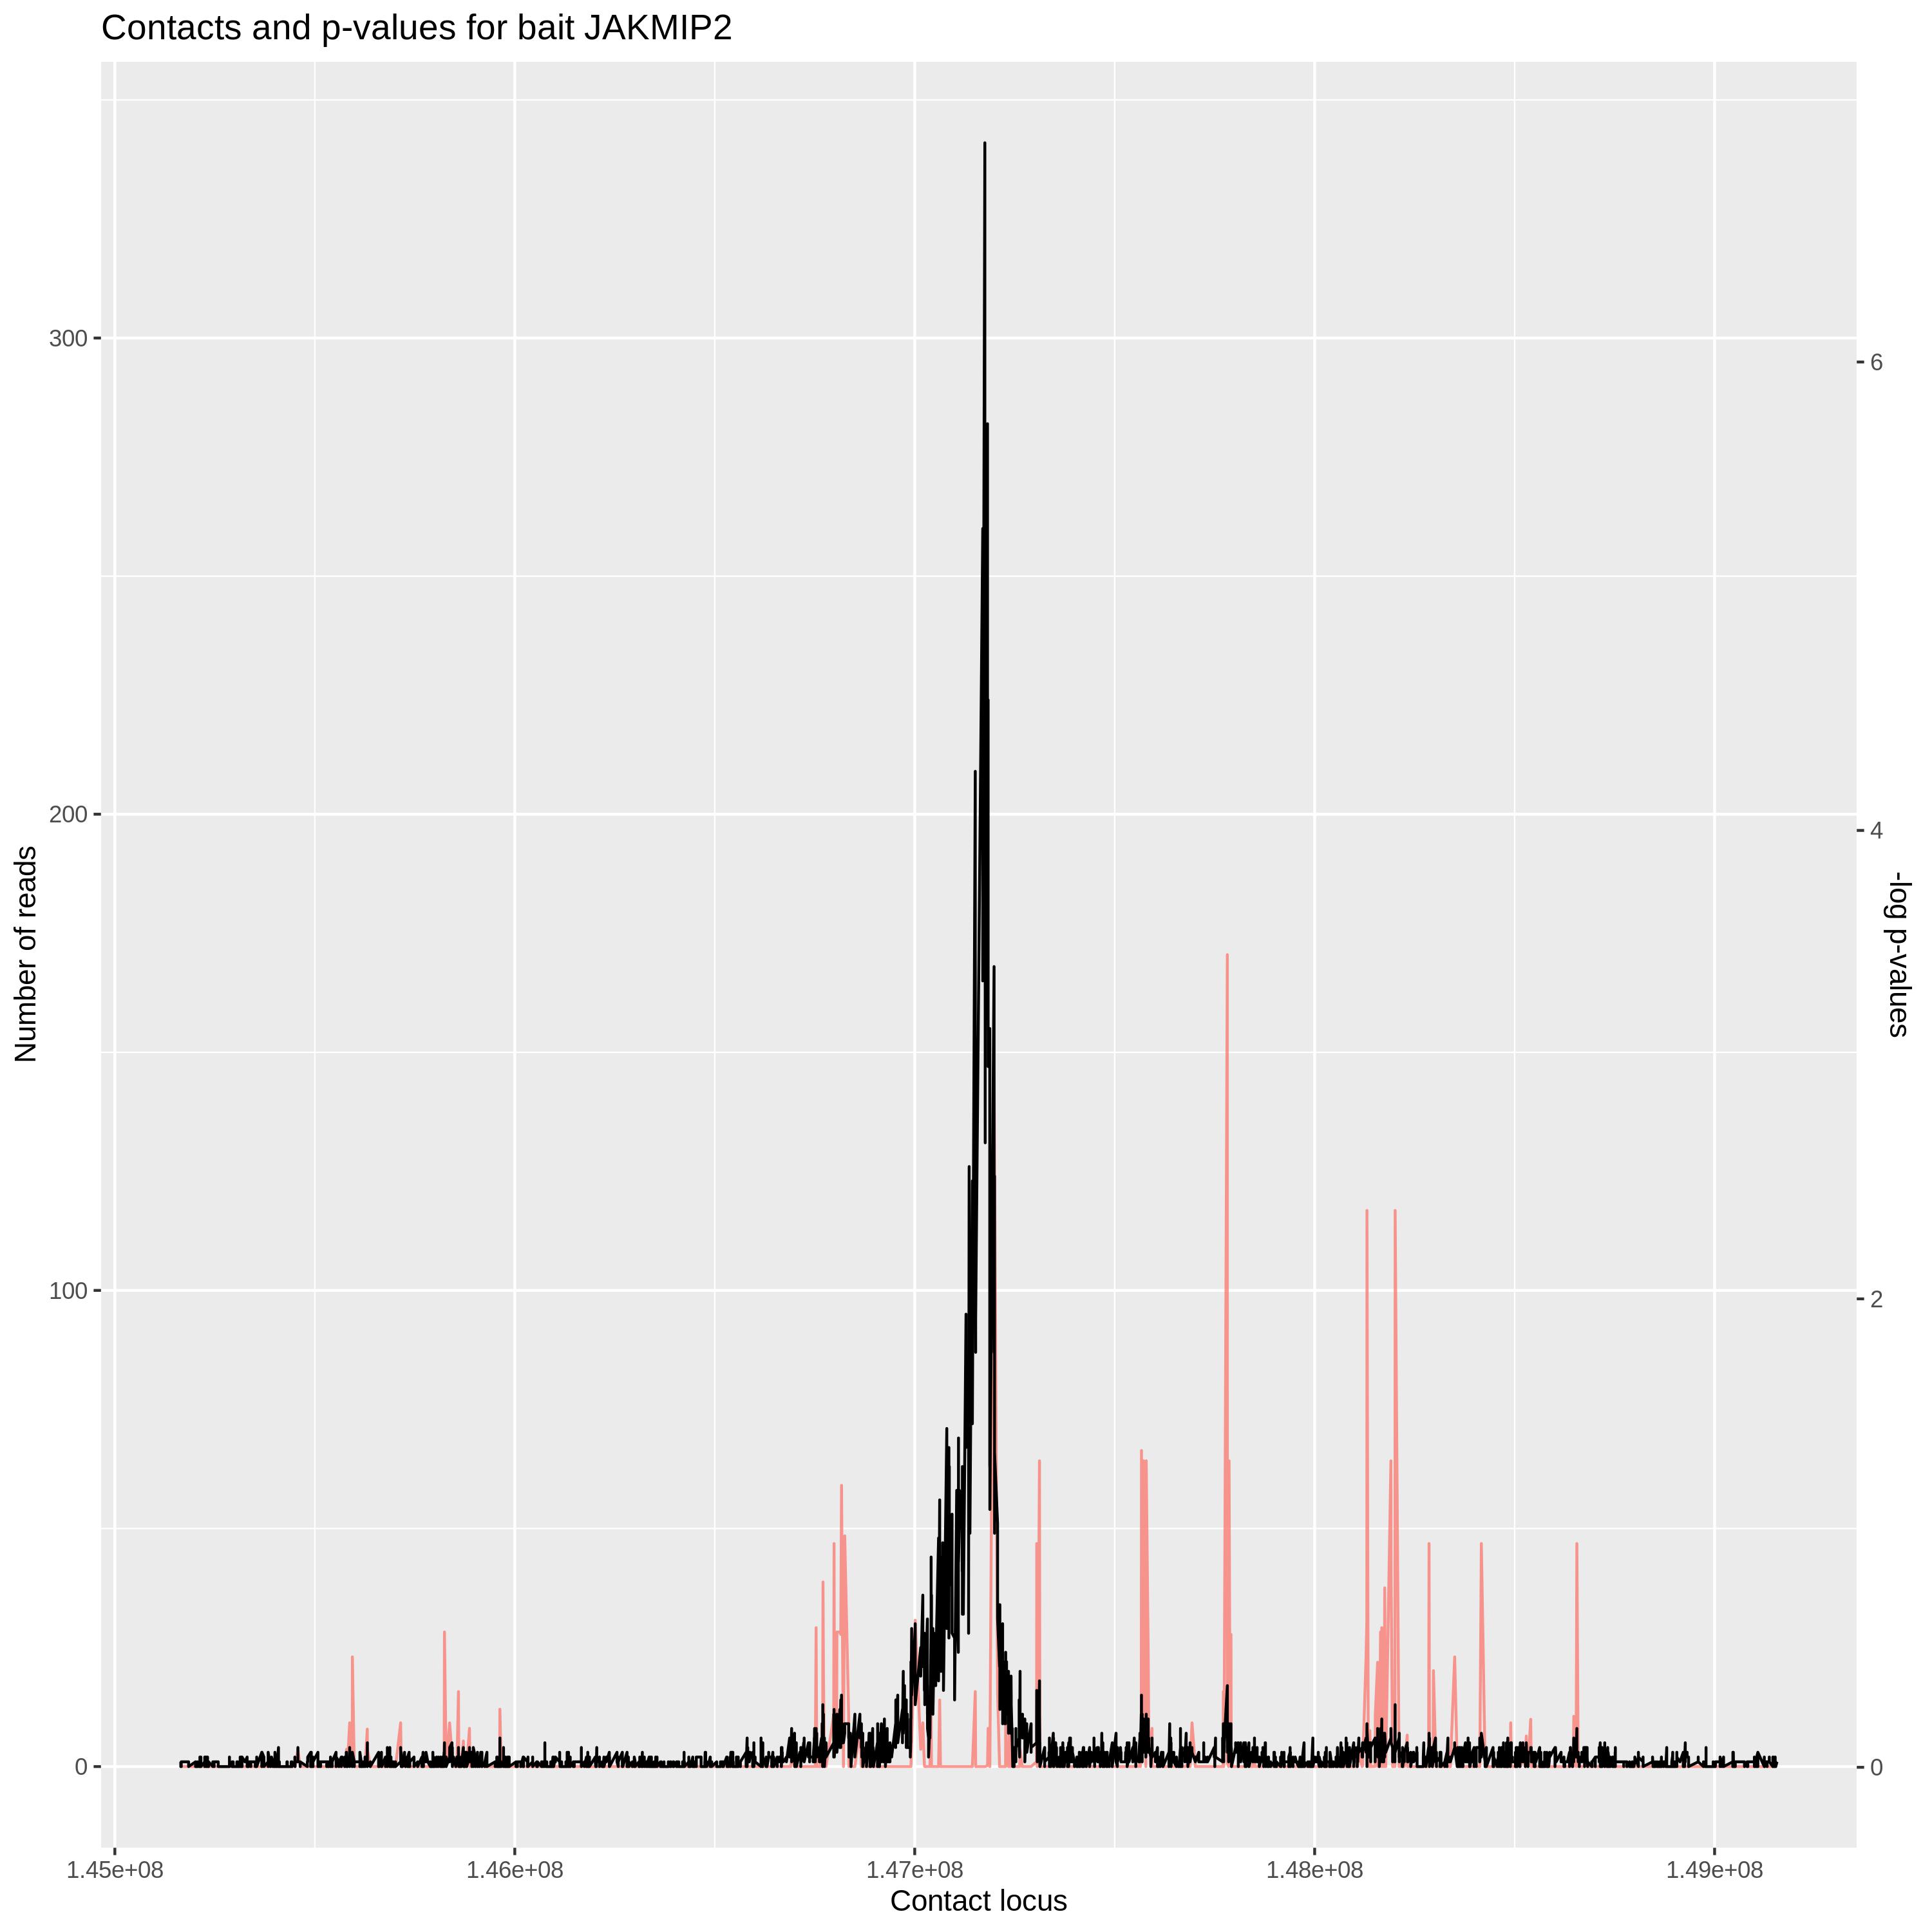 Contacts and p-values for bait JAKMIP2
300
200
100
0
Number of reads
6
4
2
0
-log p-values
1.45e+08 1.46e+08 1.47e+08 1.48e+08 1.49e+08
Contact locus